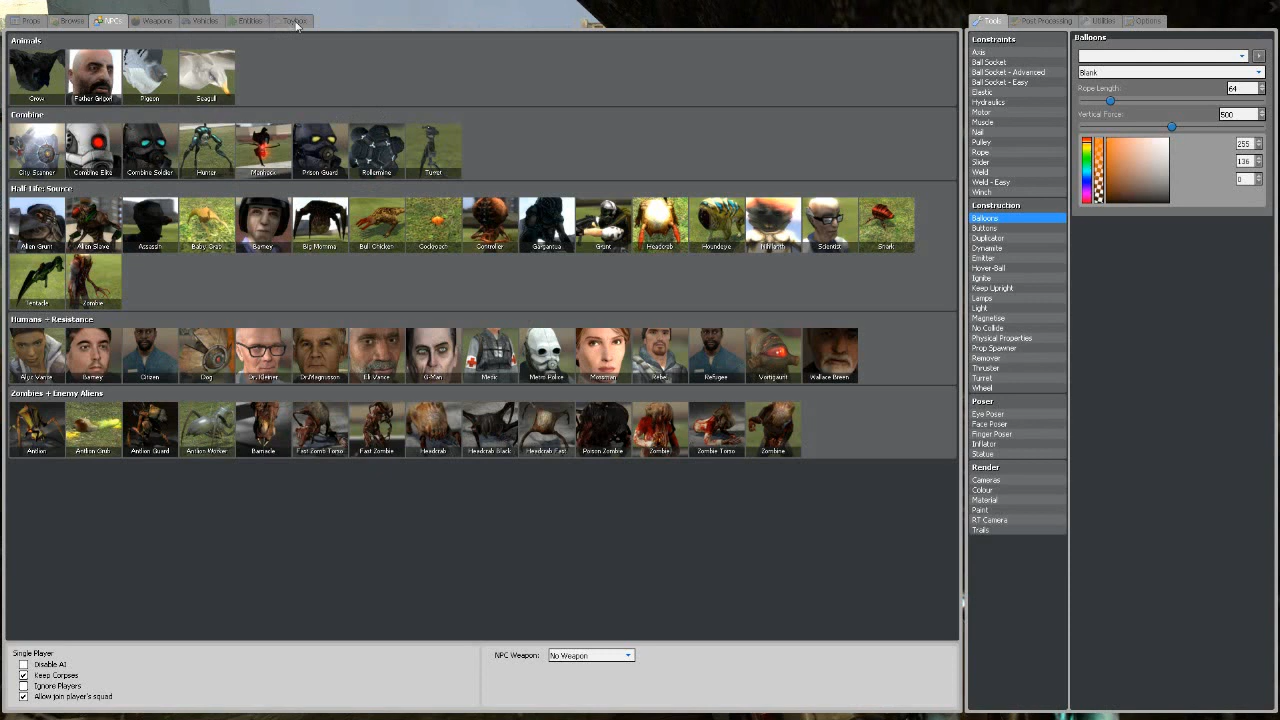 Props Browse NPCs Weapons Vehicles Entities Toybox
Animals
Crow Father Grigori Pigeon Seagull
Combine
City Scanner Combine Elite Combine Soldier Hunter Manhack Prison Guard Rollermine Turret
Half-Life: Source
Alien Grunt Alien Slave Assassin Baby Crab Barney Big Momma Bull Chicken Cockroach Controller Gargantua Grunt Headcrab Houndeye Nihilanth Scientist Snark
Tentacle Zombie
Humans + Resistance
Alyx Vance Barney Citizen Dog Dr. Kleiner Dr. Magnusson Eli Vance G-Man Medic Metro Police Mossman Rebel Refugee Vortigaunt Wallace Breen
Zombies + Enemy Aliens
Antlion Antlion Grub Antlion Guard Antlion Worker Barnacle Fast Zomb Torso Fast Zombie Headcrab Headcrab Black Headcrab Fast Poison Zombie Zombie Zombie Torso Zombine
Single Player
Disable AI
Keep Corpses
Ignore Players
Allow join player's squad
NPC Weapon: No Weapon
Tools Post Processing Utilities Options
Constraints
Axis
Ball Socket
Ball Socket - Advanced
Ball Socket - Easy
Elastic
Hydraulics
Motor
Muscle
Nail
Pulley
Rope
Slider
Weld
Weld - Easy
Winch
Construction
Balloons
Buttons
Duplicator
Dynamite
Emitter
Hover-Ball
Ignite
Keep Upright
Lamps
Light
Magnetise
No Collide
Physical Properties
Prop Spawner
Remover
Thruster
Turret
Wheel
Poser
Eye Poser
Face Poser
Finger Poser
Inflator
Statue
Render
Cameras
Colour
Material
Paint
RT Camera
Trails
Balloons
+
Blank
Rope Length: 64
Vertical Force: 500
255
136
0